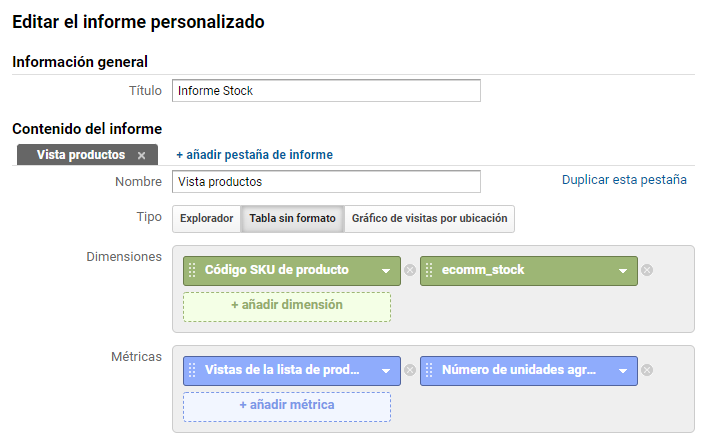 Editar el informe personalizado
Información general
Título
Informe Stock
Contenido del informe
Vista productos ×
+ añadir pestaña de informe
Nombre
Vista productos
Duplicar esta pestaña
Tipo
Explorador
Tabla sin formato
Gráfico de visitas por ubicación
Dimensiones
Código SKU de producto
ecomm_stock
+ añadir dimensión
Métricas
Vistas de la lista de prod...
Número de unidades agr...
+ añadir métrica